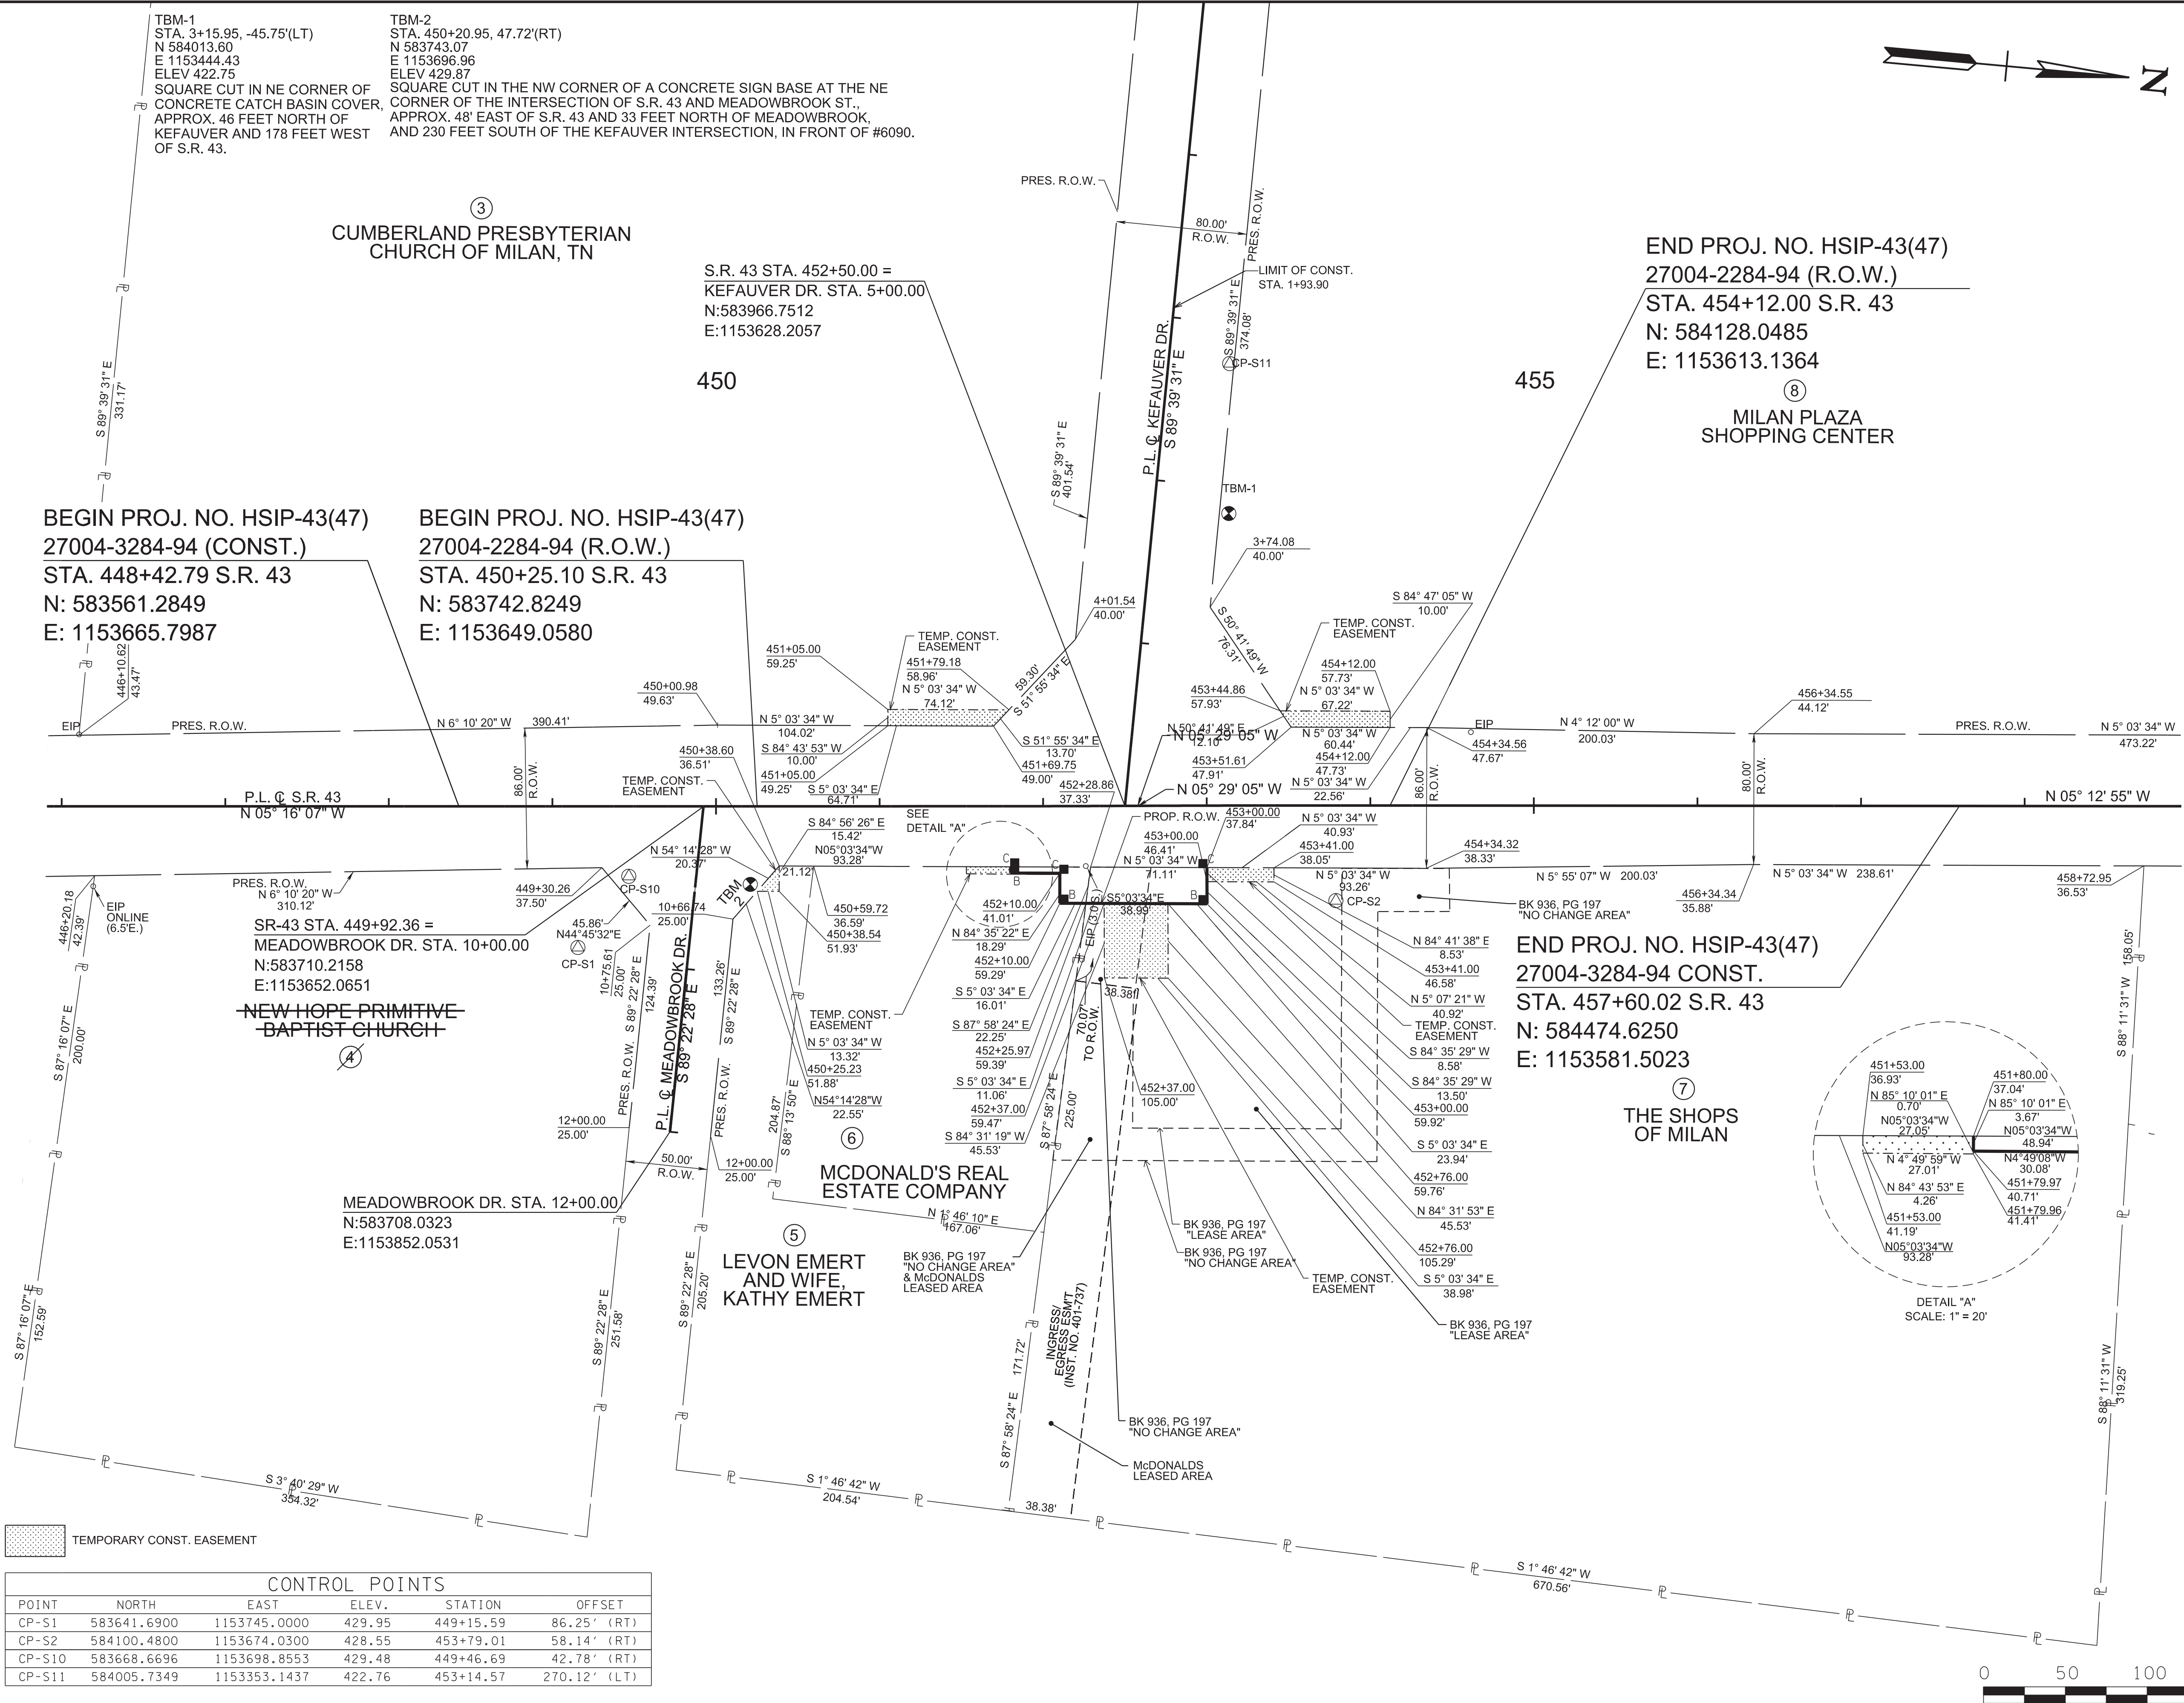 TBM-1
STA. 3+15.95, -45.75'(LT)
N 584013.60
E 1153444.43
ELEV 422.75
SQUARE CUT IN NE CORNER OF
CONCRETE CATCH BASIN COVER,
APPROX. 46 FEET NORTH OF
KEFAUVER AND 178 FEET WEST
OF S.R. 43.
TBM-2
STA. 450+20.95, 47.72'(RT)
N 583743.07
E 1153696.96
ELEV 429.87
SQUARE CUT IN THE NW CORNER OF A CONCRETE SIGN BASE AT THE NE
CORNER OF THE INTERSECTION OF S.R. 43 AND MEADOWBROOK ST.,
APPROX. 48' EAST OF S.R. 43 AND 33 FEET NORTH OF MEADOWBROOK,
AND 230 FEET SOUTH OF THE KEFAUVER INTERSECTION, IN FRONT OF #6090.
N
3
CUMBERLAND PRESBYTERIAN
CHURCH OF MILAN, TN
PRES. R.O.W.
80.00'
R.O.W.
PRES. R.O.W.
LIMIT OF CONST.
STA. 1+93.90
S 89° 39' 31" E
374.08'
CP-S11
S.R. 43 STA. 452+50.00 =
KEFAUVER DR. STA. 5+00.00
N:583966.7512
E:1153628.2057
END PROJ. NO. HSIP-43(47)
27004-2284-94 (R.O.W.)
STA. 454+12.00 S.R. 43
N: 584128.0485
E: 1153613.1364
8
MILAN PLAZA
SHOPPING CENTER
450
455
P.L. ℄ KEFAUVER DR.
S 89° 39' 31" E
S 89° 39' 31" E
331.17'
S 89° 39' 31" E
401.54'
TBM-1
3+74.08
40.00'
BEGIN PROJ. NO. HSIP-43(47)
27004-3284-94 (CONST.)
STA. 448+42.79 S.R. 43
N: 583561.2849
E: 1153665.7987
BEGIN PROJ. NO. HSIP-43(47)
27004-2284-94 (R.O.W.)
STA. 450+25.10 S.R. 43
N: 583742.8249
E: 1153649.0580
446+10.62
43.47'
4+01.54
40.00'
59.30'
S 51° 55' 34" E
S 50° 41' 49" W
76.31'
451+05.00
59.25'
TEMP. CONST.
EASEMENT
451+79.18
58.96'
N 5° 03' 34" W
74.12'
S 84° 47' 05" W
10.00'
TEMP. CONST.
EASEMENT
454+12.00
57.73'
N 5° 03' 34" W
67.22'
453+44.86
57.93'
456+34.55
44.12'
EIP
PRES. R.O.W.
N 6° 10' 20" W
390.41'
450+00.98
49.63'
N 5° 03' 34" W
104.02'
S 84° 43' 53" W
10.00'
451+05.00
49.25'
S 5° 03' 34" E
64.71'
S 51° 55' 34" E
13.70'
451+69.75
49.00'
N 50° 41' 49" E
12.10'
N 05° 29' 05" W
453+51.61
47.91'
N 5° 03' 34" W
60.44'
454+12.00
47.73'
N 5° 03' 34" W
22.56'
EIP
454+34.56
47.67'
N 4° 12' 00" W
200.03'
PRES. R.O.W.
N 5° 03' 34" W
473.22'
450+38.60
36.51'
TEMP. CONST.
EASEMENT
86.00'
R.O.W.
452+28.86
37.33'
N 05° 29' 05" W
86.00'
R.O.W.
80.00'
R.O.W.
P.L. ℄ S.R. 43
N 05° 16' 07" W
N 05° 12' 55" W
SEE
DETAIL "A"
PROP. R.O.W.
453+00.00
37.84'
453+00.00
46.41'
N 5° 03' 34" W
71.11'
N 5° 03' 34" W
40.93'
453+41.00
38.05'
N 5° 03' 34" W
93.26'
454+34.32
38.33'
N 5° 55' 07" W 200.03'
456+34.34
35.88'
N 5° 03' 34" W 238.61'
458+72.95
36.53'
S 84° 56' 26" E
15.42'
N05°03'34"W
93.28'
N 54° 14' 28" W
20.37'
21.12'
TBM
2
C
B
C
B
C
B
446+20.18
42.39'
EIP
ONLINE
(6.5'E.)
PRES. R.O.W.
N 6° 10' 20" W
310.12'
449+30.26
37.50'
CP-S10
45.86'
N44°45'32"E
CP-S1
10+66.74
25.00'
450+59.72
36.59'
450+38.54
51.93'
SR-43 STA. 449+92.36 =
MEADOWBROOK DR. STA. 10+00.00
N:583710.2158
E:1153652.0651
NEW HOPE PRIMITIVE
BAPTIST CHURCH
4
10+75.61
25.00'
S 89° 22' 28" E
124.39'
PRES. R.O.W.
P.L. ℄ MEADOWBROOK DR.
S 89° 22' 28" E
133.26'
S 89° 22' 28" E
PRES. R.O.W.
TEMP. CONST.
EASEMENT
N 5° 03' 34" W
13.32'
450+25.23
51.88'
N54°14'28"W
22.55'
204.87'
S 88° 13' 50" E
452+10.00
41.01'
N 84° 35' 22" E
18.29'
452+10.00
59.29'
S 5° 03' 34" E
16.01'
S 87° 58' 24" E
22.25'
452+25.97
59.39'
S 5° 03' 34" E
11.06'
452+37.00
59.47'
S 84° 31' 19" W
45.53'
EIP (3.0'S.)
S5°03'34"E
38.99'
38.38'
70.07'
TO R.O.W.
452+37.00
105.00'
S 87° 58' 24" E
225.00'
CP-S2
BK 936, PG 197
"NO CHANGE AREA"
N 84° 41' 38" E
8.53'
453+41.00
46.58'
N 5° 07' 21" W
40.92'
TEMP. CONST.
EASEMENT
S 84° 35' 29" W
8.58'
S 84° 35' 29" W
13.50'
453+00.00
59.92'
S 5° 03' 34" E
23.94'
452+76.00
59.76'
N 84° 31' 53" E
45.53'
452+76.00
105.29'
S 5° 03' 34" E
38.98'
BK 936, PG 197
"LEASE AREA"
END PROJ. NO. HSIP-43(47)
27004-3284-94 CONST.
STA. 457+60.02 S.R. 43
N: 584474.6250
E: 1153581.5023
7
THE SHOPS
OF MILAN
451+53.00
36.93'
N 85° 10' 01" E
0.70'
N05°03'34"W
27.05'
451+80.00
37.04'
N 85° 10' 01" E
3.67'
N05°03'34"W
48.94'
N 4° 49' 59" W
27.01'
N4°49'08"W
30.08'
N 84° 43' 53" E
4.26'
451+79.97
40.71'
451+53.00
41.19'
451+79.96
41.41'
N05°03'34"W
93.28'
DETAIL "A"
SCALE: 1" = 20'
S 88° 11' 31" W 158.05'
S 88° 11' 31" W
319.25'
S 87° 16' 07" E
200.00'
S 87° 16' 07" E
152.59'
12+00.00
25.00'
50.00'
R.O.W.
12+00.00
25.00'
MEADOWBROOK DR. STA. 12+00.00
N:583708.0323
E:1153852.0531
6
MCDONALD'S REAL
ESTATE COMPANY
N 1° 46' 10" E
167.06'
5
LEVON EMERT
AND WIFE,
KATHY EMERT
BK 936, PG 197
"NO CHANGE AREA"
& McDONALDS
LEASED AREA
BK 936, PG 197
"LEASE AREA"
BK 936, PG 197
"NO CHANGE AREA"
TEMP. CONST.
EASEMENT
S 89° 22' 28" E
251.58'
S 89° 22' 28" E
205.20'
INGRESS/
EGRESS ESM'T
(INST. NO. 401-737)
S 87° 58' 24" E 171.72'
BK 936, PG 197
"NO CHANGE AREA"
McDONALDS
LEASED AREA
S 3° 40' 29" W
354.32'
S 1° 46' 42" W
204.54'
38.38'
S 1° 46' 42" W
670.56'
TEMPORARY CONST. EASEMENT
CONTROL POINTS
POINT NORTH EAST ELEV. STATION OFFSET
CP-S1 583641.6900 1153745.0000 429.95 449+15.59 86.25' (RT)
CP-S2 584100.4800 1153674.0300 428.55 453+79.01 58.14' (RT)
CP-S10 583668.6696 1153698.8553 429.48 449+46.69 42.78' (RT)
CP-S11 584005.7349 1153353.1437 422.76 453+14.57 270.12' (LT)
0 50 100